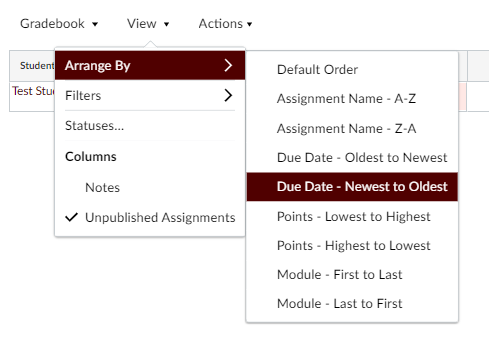 Gradebook View Actions
Student
Test Stu
Arrange By
Filters
Statuses...
Columns
Notes
Unpublished Assignments
Default Order
Assignment Name - A-Z
Assignment Name - Z-A
Due Date - Oldest to Newest
Due Date - Newest to Oldest
Points - Lowest to Highest
Points - Highest to Lowest
Module - First to Last
Module - Last to First